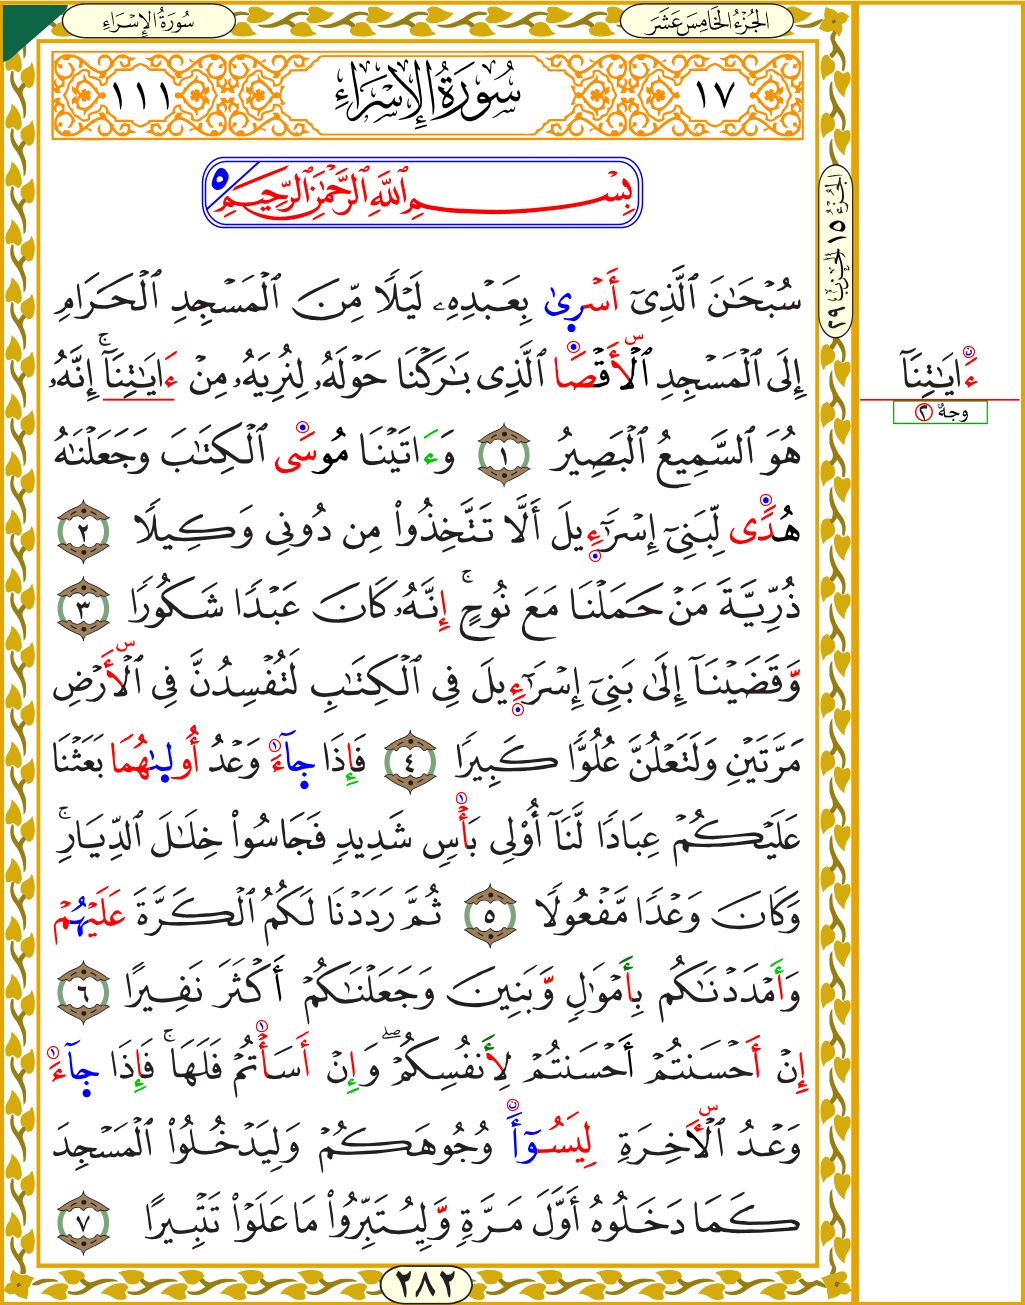 سُورَةُ الإِسۡرَاءِ
الجُزۡءُ الخَامِسَ عَشَرَ
١٧
سُورَةُ الإِسۡرَاءِ
١١١
بِسۡمِ ٱللَّهِ ٱلرَّحۡمَٰنِ ٱلرَّحِيمِ ٥
سُبۡحَٰنَ ٱلَّذِىٓ أَسۡرِىٰ بِعَبۡدِهِۦ لَيۡلٗا مِّنَ ٱلۡمَسۡجِدِ ٱلۡحَرَامِ
إِلَى ٱلۡمَسۡجِدِ ٱلۡأَقۡصَا ٱلَّذِى بَٰرَكۡنَا حَوۡلَهُۥ لِنُرِيَهُۥ مِنۡ ءَايَٰتِنَآۚ إِنَّهُۥ
هُوَ ٱلسَّمِيعُ ٱلۡبَصِيرُ ١ وَءَاتَيۡنَا مُوسَى ٱلۡكِتَٰبَ وَجَعَلۡنَٰهُ
هُدٗى لِّبَنِىٓ إِسۡرَٰٓءِيلَ أَلَّا تَتَّخِذُواْ مِن دُونِى وَكِيلٗا ٢
ذُرِّيَّةَ مَنۡ حَمَلۡنَا مَعَ نُوحٍۚ إِنَّهُۥ كَانَ عَبۡدٗا شَكُورٗا ٣
وَقَضَيۡنَآ إِلَىٰ بَنِىٓ إِسۡرَٰٓءِيلَ فِى ٱلۡكِتَٰبِ لَتُفۡسِدُنَّ فِى ٱلۡأَرۡضِ
مَرَّتَيۡنِ وَلَتَعۡلُنَّ عُلُوّٗا كَبِيرٗا ٤ فَإِذَا جَآءَ وَعۡدُ أُولِىٰهُمَا بَعَثۡنَا
عَلَيۡكُمۡ عِبَادٗا لَّنَآ أُوْلِى بَأۡسٖ شَدِيدٖ فَجَاسُواْ خِلَٰلَ ٱلدِّيَارِۚ
وَكَانَ وَعۡدٗا مَّفۡعُولٗا ٥ ثُمَّ رَدَدۡنَا لَكُمُ ٱلۡكَرَّةَ عَلَيۡهُمۡ
وَأَمۡدَدۡنَٰكُم بِأَمۡوَٰلٖ وَبَنِينَ وَجَعَلۡنَٰكُمۡ أَكۡثَرَ نَفِيرًا ٦
إِنۡ أَحۡسَنتُمۡ أَحۡسَنتُمۡ لِأَنفُسِكُمۡۖ وَإِنۡ أَسَأۡتُمۡ فَلَهَاۚ فَإِذَا جَآءَ
وَعۡدُ ٱلۡأَخِرَةِ لِيَسُـوٓأَ وُجُوهَكُمۡ وَلِيَدۡخُلُواْ ٱلۡمَسۡجِدَ
كَمَا دَخَلُوهُ أَوَّلَ مَرَّةٖ وَلِيُتَبِّرُواْ مَا عَلَوۡاْ تَتۡبِيرًا ٧
٢٨٢
الجُزۡءُ ١٥ الحِزۡبُ ٢٩
ءَايَٰتِنَآ
وجهٌ ٢